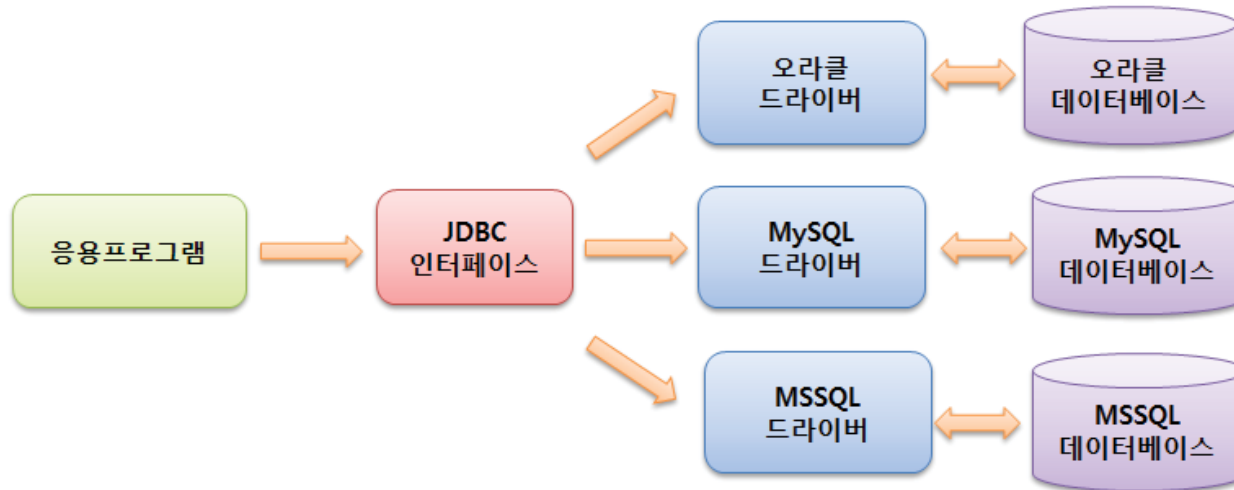 오라클
드라이버
오라클
데이터베이스
응용프로그램
JDBC
인터페이스
MySQL
드라이버
MySQL
데이터베이스
MSSQL
드라이버
MSSQL
데이터베이스